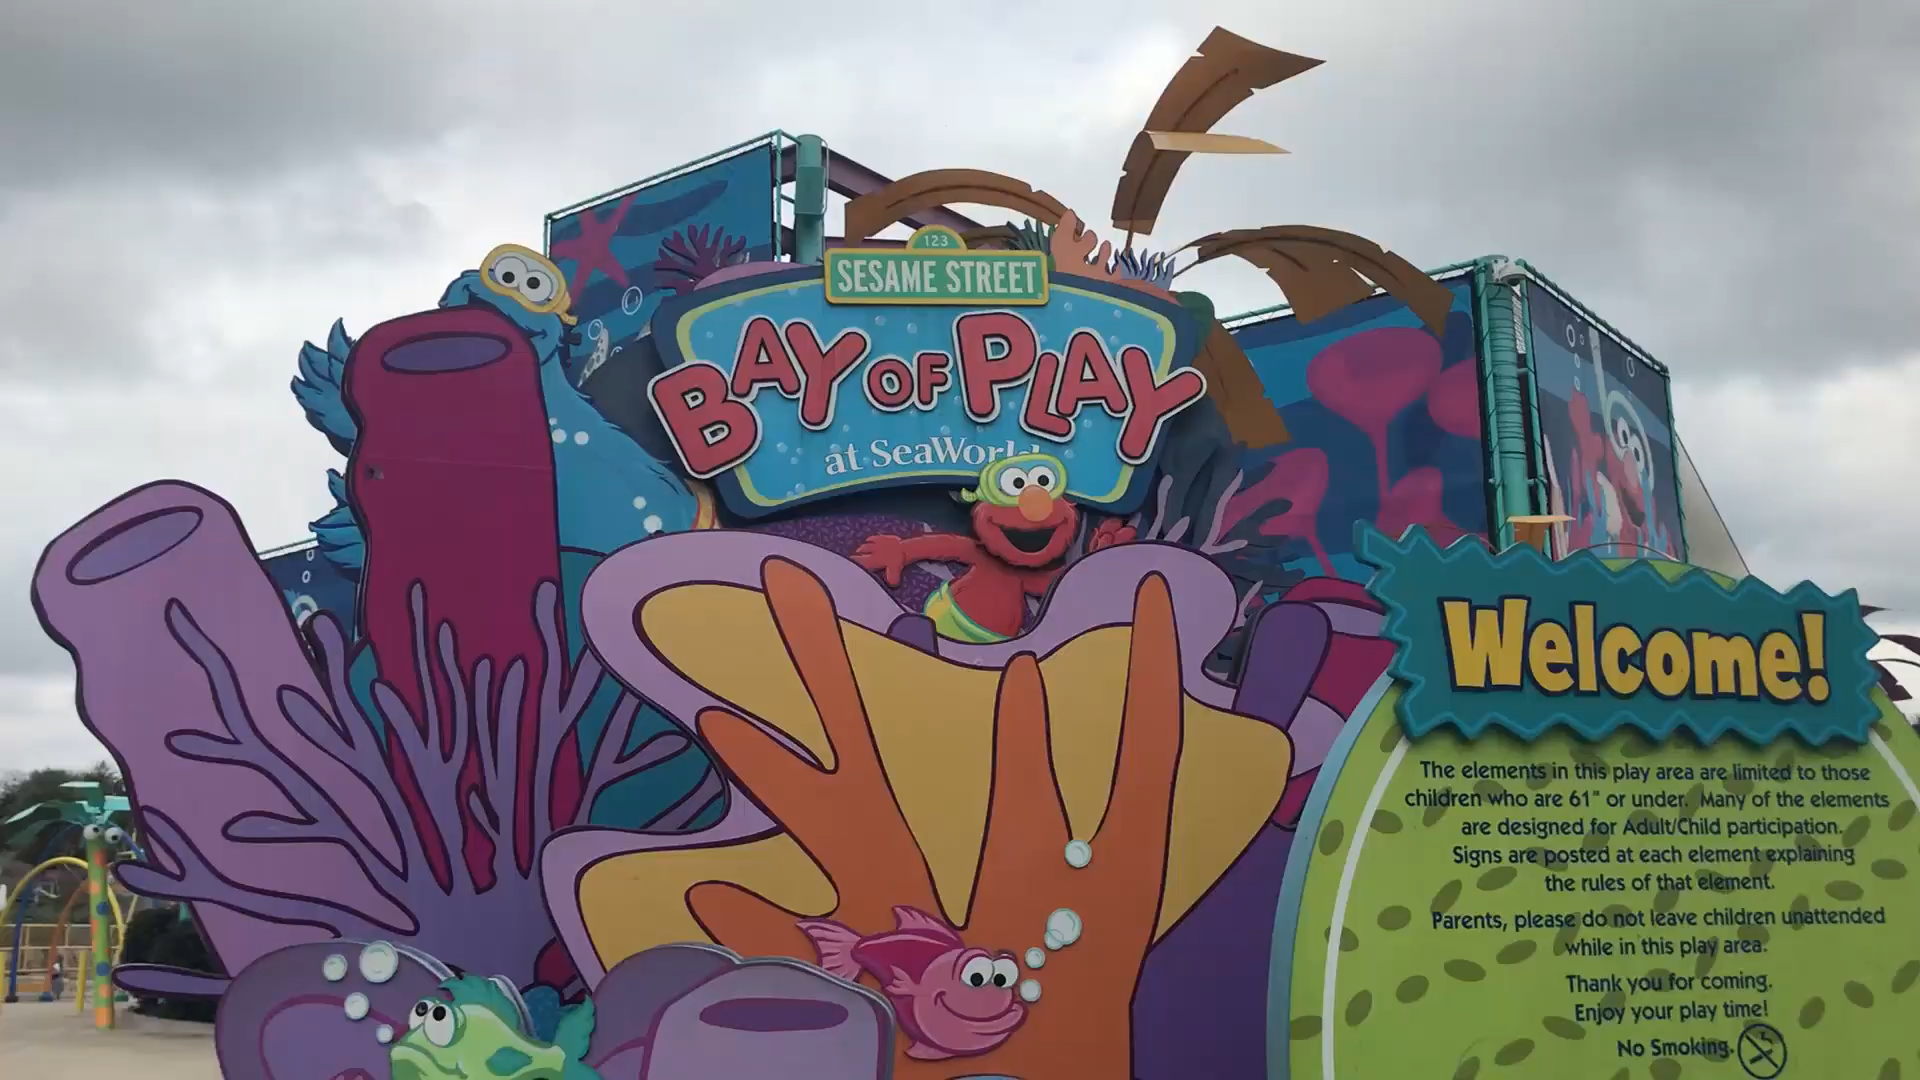 123
SESAME STREET
BAY OF PLAY
at SeaWorld
Welcome!
The elements in this play area are limited to those
children who are 61" or under. Many of the elements
are designed for Adult/Child participation.
Signs are posted at each element explaining
the rules of that element.
Parents, please do not leave children unattended
while in this play area.
Thank you for coming.
Enjoy your play time!
No Smoking.